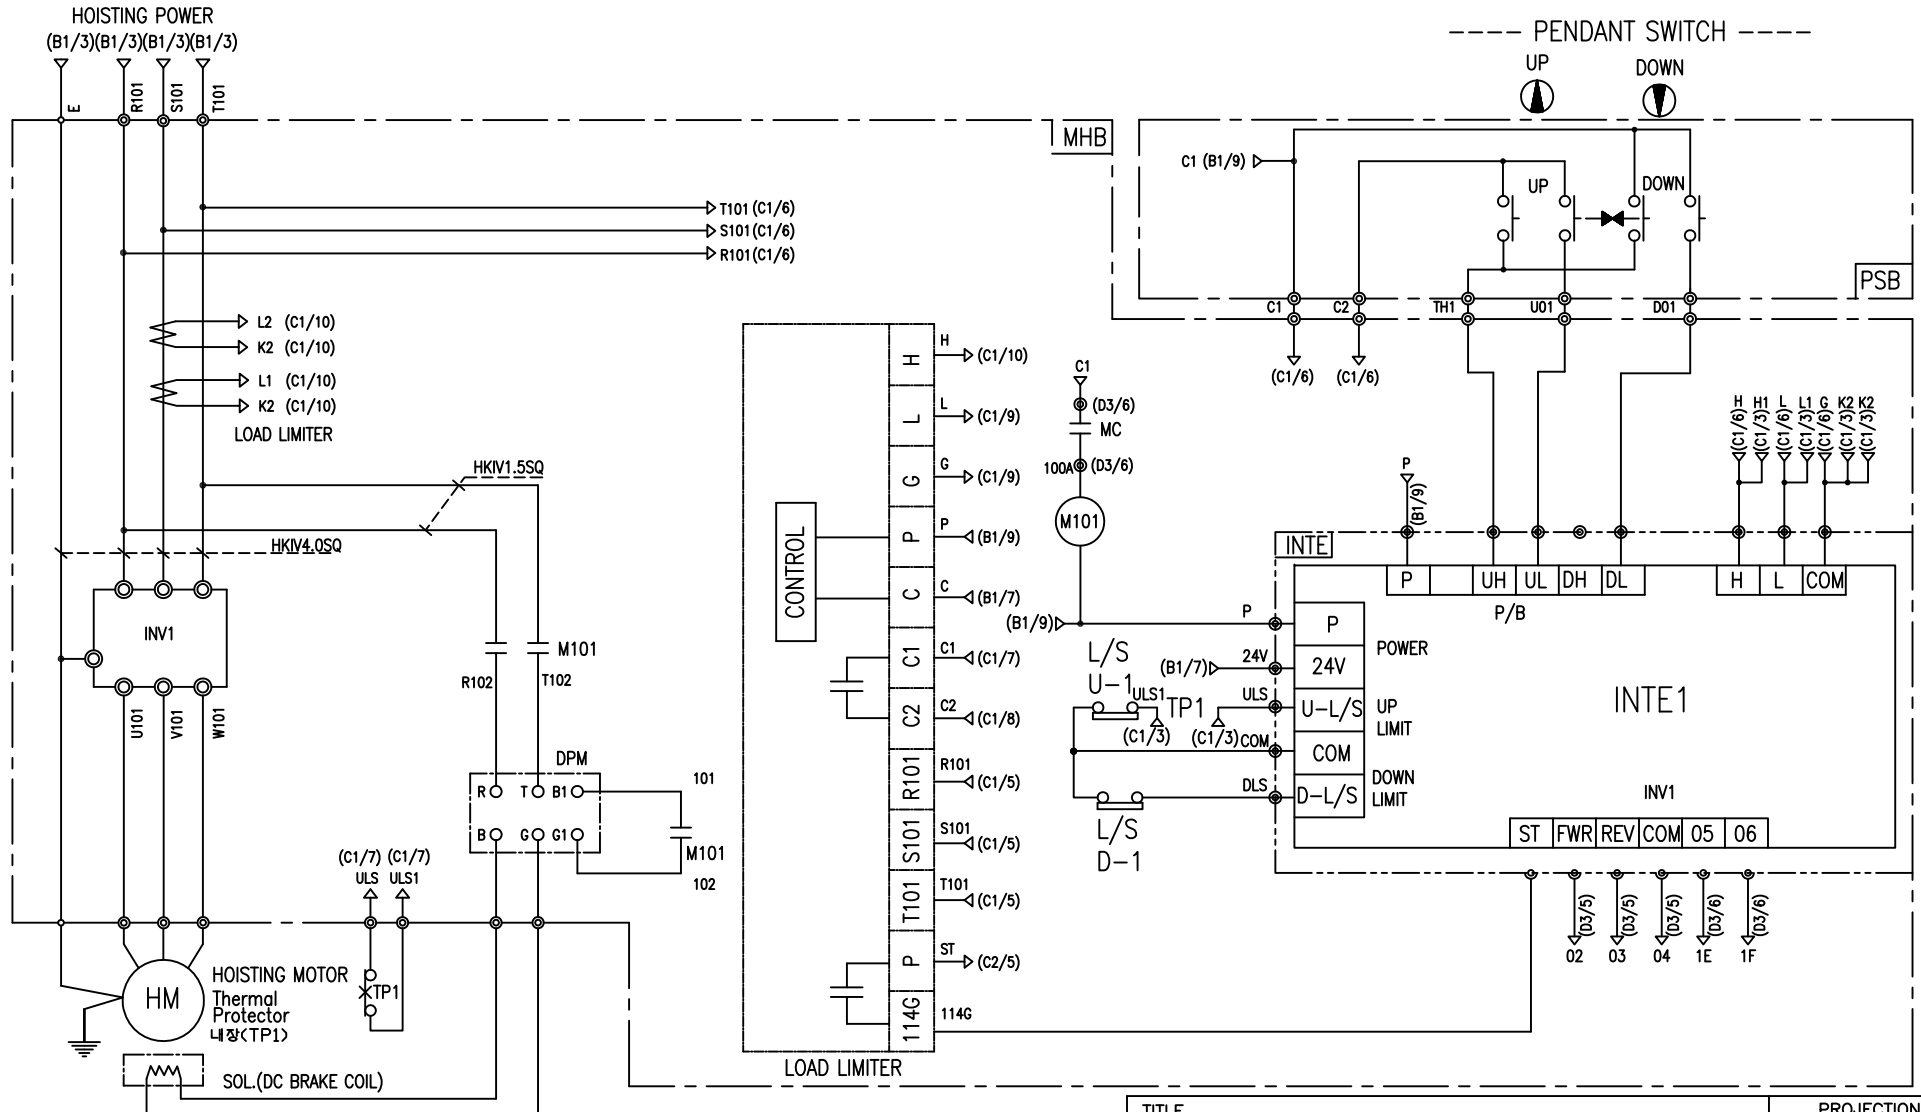 HOISTING POWER
(B1/3)(B1/3)(B1/3)(B1/3)
E
R101
S101
T101
MHB
T101 (C1/6)
S101 (C1/6)
R101 (C1/6)
L2 (C1/10)
K2 (C1/10)
L1 (C1/10)
K2 (C1/10)
LOAD LIMITER
HKIV1.5SQ
HKIV4.0SQ
INV1
U101
V101
W101
R102
T102
M101
DPM
R T B1
B G G1
101
M101
102
(C1/7) (C1/7)
ULS ULS1
HM
HOISTING MOTOR
Thermal
Protector
내장(TP1)
TP1
SOL.(DC BRAKE COIL)
CONTROL
H
H (C1/10)
L
L (C1/9)
G
G (C1/9)
P
P (B1/9)
C
C (B1/7)
C1
C1 (C1/7)
C2
C2 (C1/8)
R101
R101 (C1/5)
S101
S101 (C1/5)
T101
T101 (C1/5)
P
ST (C2/5)
114G
114G
LOAD LIMITER
---- PENDANT SWITCH ----
UP
DOWN
C1 (B1/9)
UP
DOWN
PSB
C1
C2
TH1
U01
D01
(C1/6) (C1/6)
C1
(D3/6)
MC
100A (D3/6)
M101
(B1/9)
P
P
(B1/9)
H H1 L L1 G K2 K2
(C1/6) (C1/3) (C1/6) (C1/3) (C1/6) (C1/3) (C1/3)
INTE
P UH UL DH DL
P/B
H L COM
P
POWER
(B1/7)
24V
24V
L/S
U-1
ULS1
(C1/3)
TP1
(C1/3)
ULS
U-L/S
UP
LIMIT
COM
COM
DLS
D-L/S
DOWN
LIMIT
L/S
D-1
INTE1
INV1
ST FWR REV COM 05 06
(D3/5) (D3/5) (D3/5) (D3/6) (D3/6)
02 03 04 1E 1F
TITLE
PROJECTION